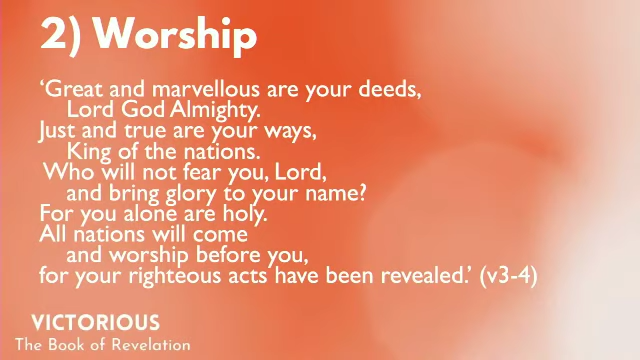 2) Worship
‘Great and marvellous are your deeds,
Lord God Almighty.
Just and true are your ways,
King of the nations.
Who will not fear you, Lord,
and bring glory to your name?
For you alone are holy.
All nations will come
and worship before you,
for your righteous acts have been revealed.’ (v3-4)
VICTORIOUS
The Book of Revelation